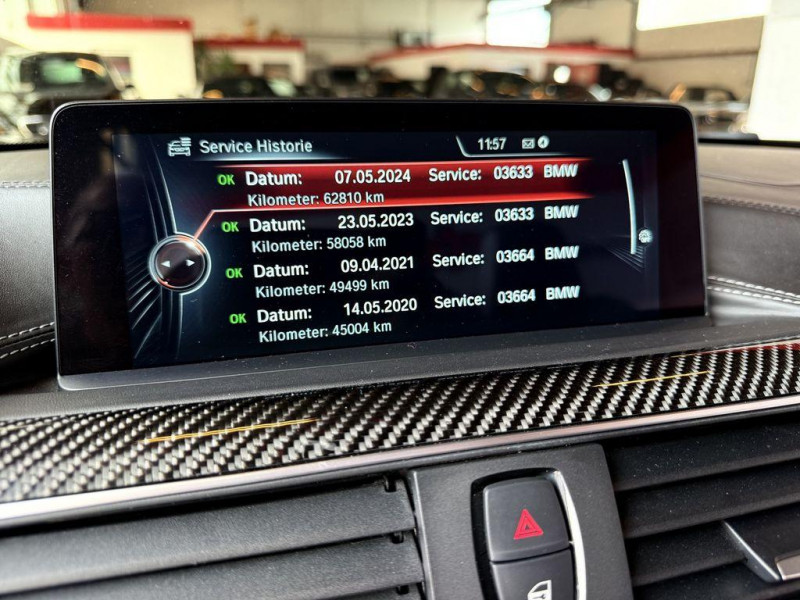 Service Historie 11:57
OK Datum: 07.05.2024 Service: 03633 BMW
Kilometer: 62810 km
OK Datum: 23.05.2023 Service: 03633 BMW
Kilometer: 58058 km
OK Datum: 09.04.2021 Service: 03664 BMW
Kilometer: 49499 km
OK Datum: 14.05.2020 Service: 03664 BMW
Kilometer: 45004 km